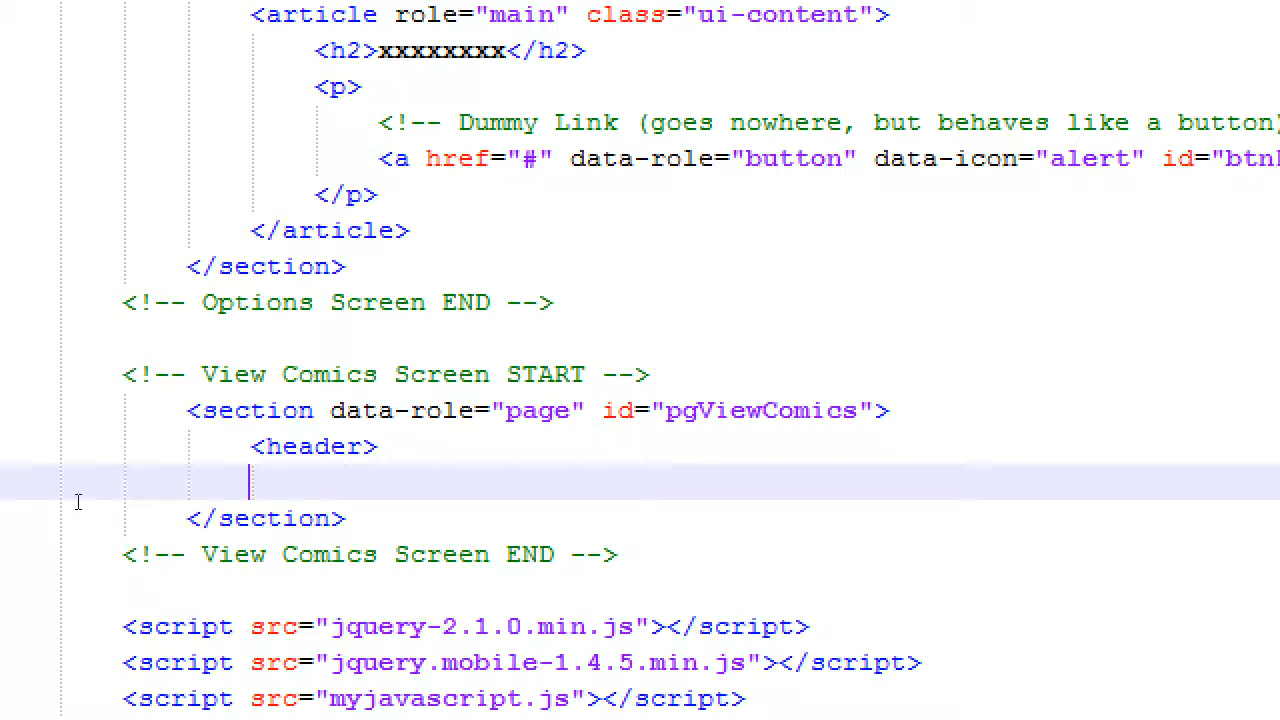 <article role="main" class="ui-content">
<h2>xxxxxxxx</h2>
<p>
<!-- Dummy Link (goes nowhere, but behaves like a button)
<a href="#" data-role="button" data-icon="alert" id="btn
</p>
</article>
</section>
<!-- Options Screen END -->
<!-- View Comics Screen START -->
<section data-role="page" id="pgViewComics">
<header>
</section>
<!-- View Comics Screen END -->
<script src="jquery-2.1.0.min.js"></script>
<script src="jquery.mobile-1.4.5.min.js"></script>
<script src="myjavascript.js"></script>